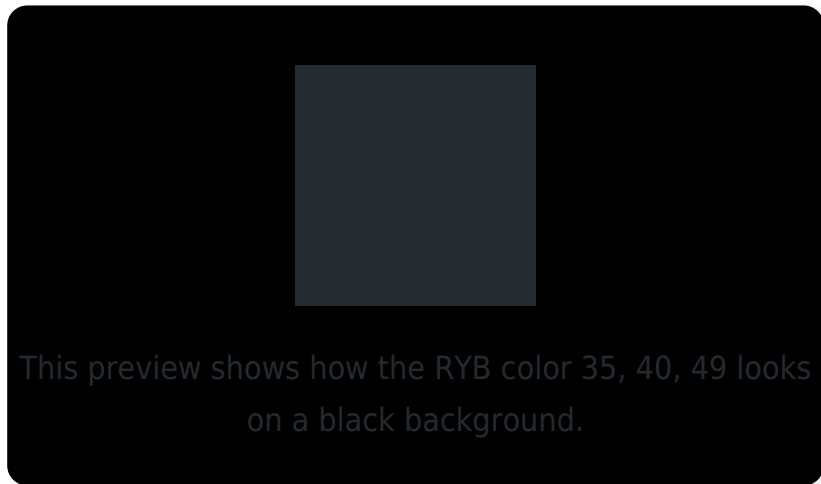 This preview shows how the RYB color 35, 40, 49 looks
on a black background.